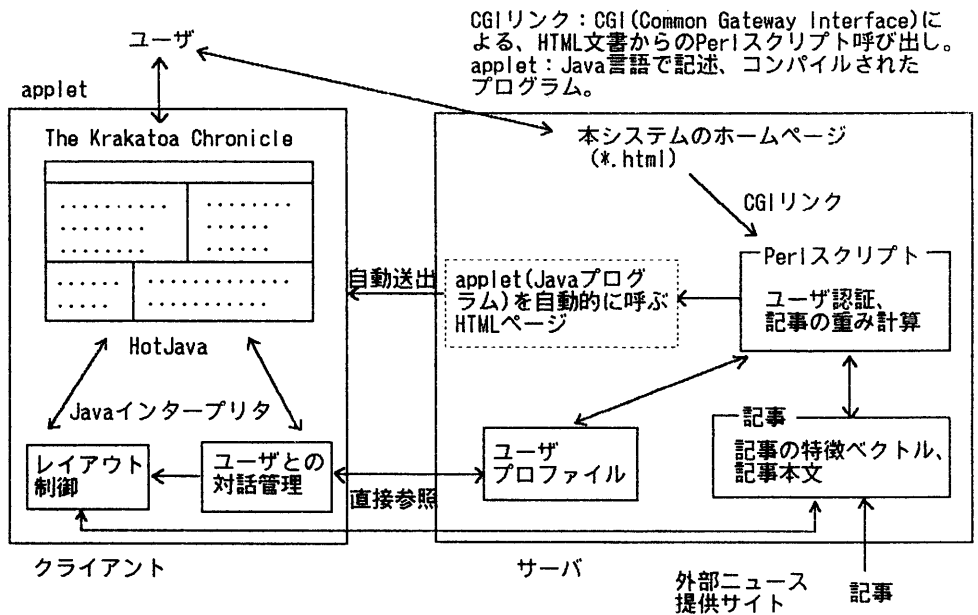 CGIリンク：CGI(Common Gateway Interface)に
よる、HTML文書からのPerlスクリプト呼び出し。
applet：Java言語で記述、コンパイルされた
プログラム。
ユーザ
applet
The Krakatoa Chronicle
本システムのホームページ
(*.html)
CGIリンク
Perlスクリプト
ユーザ認証、
記事の重み計算
自動送出
applet(Javaプログ
ラム)を自動的に呼ぶ
HTMLページ
HotJava
Javaインタープリタ
レイアウト
制御
ユーザとの
対話管理
直接参照
ユーザ
プロファイル
記事
記事の特徴ベクトル、
記事本文
クライアント
サーバ
外部ニュース
提供サイト
記事